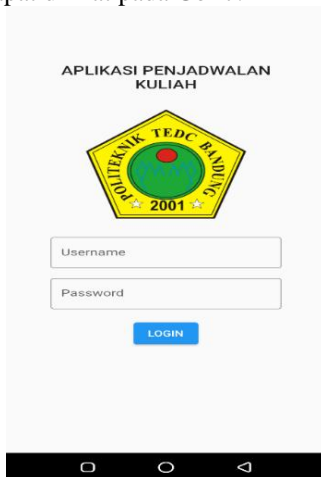 APLIKASI PENJADWALAN
KULIAH
POLITEKNIK TEDC BANDUNG
2001
Username
Password
LOGIN